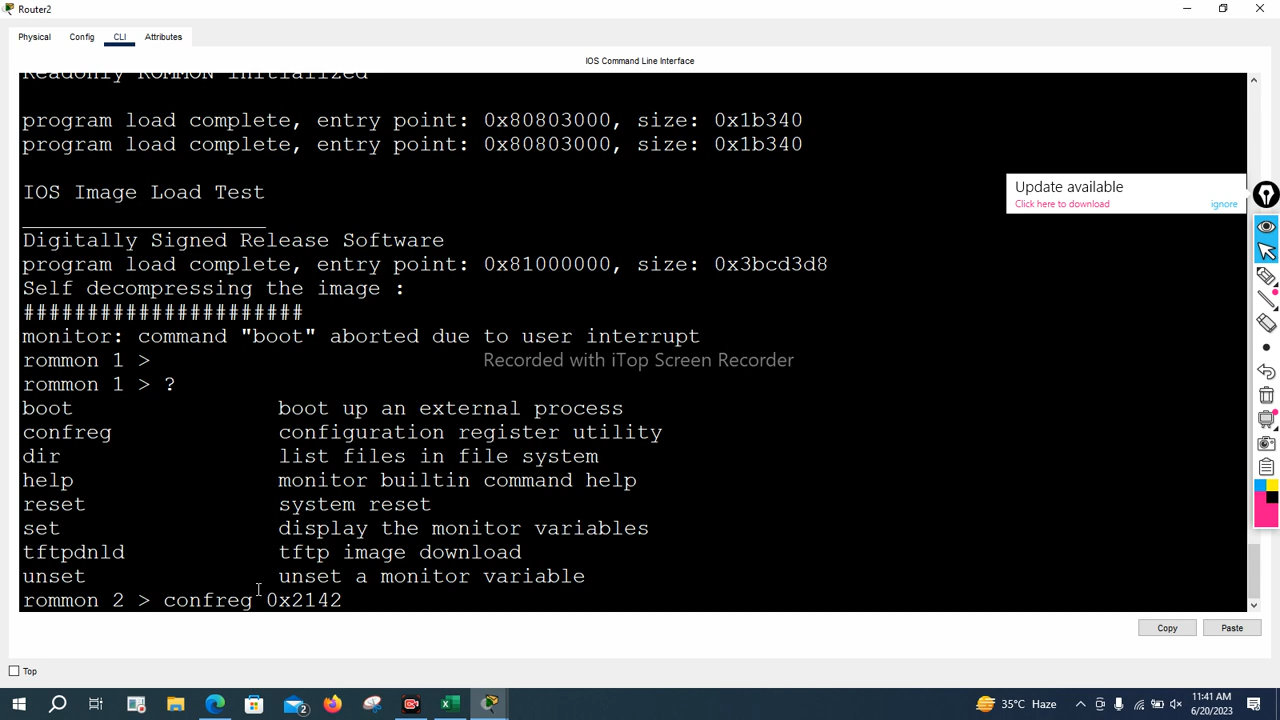 Router2
Physical Config CLI Attributes
IOS Command Line Interface
Readonly ROMMON initialized
program load complete, entry point: 0x80803000, size: 0x1b340
program load complete, entry point: 0x80803000, size: 0x1b340
IOS Image Load Test
___________________
Digitally Signed Release Software
program load complete, entry point: 0x81000000, size: 0x3bcd3d8
Self decompressing the image :
######################
monitor: command "boot" aborted due to user interrupt
rommon 1 >
rommon 1 > ?
boot boot up an external process
confreg configuration register utility
dir list files in file system
help monitor builtin command help
reset system reset
set display the monitor variables
tftpdnld tftp image download
unset unset a monitor variable
rommon 2 > confreg 0x2142
Recorded with iTop Screen Recorder
Update available
Click here to download ignore
Copy Paste
Top
2
35°C Haze
11:41 AM
6/20/2023